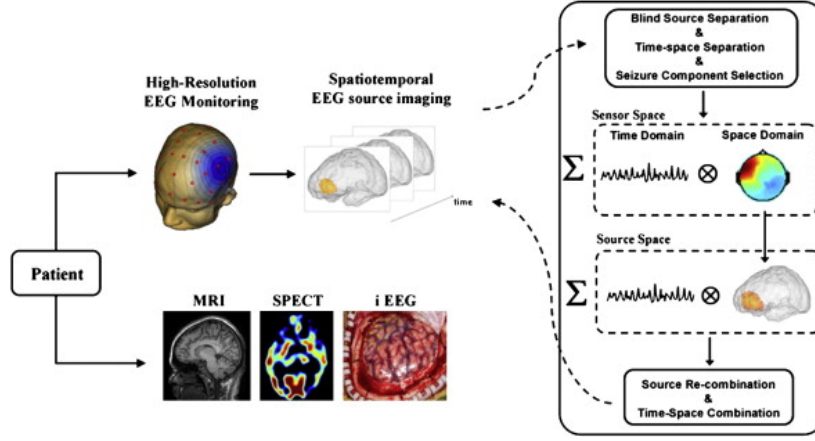 High-Resolution
EEG Monitoring
Spatiotemporal
EEG source imaging
time
Patient
MRI
SPECT
i EEG
Blind Source Separation
&
Time-space Separation
&
Seizure Component Selection
Sensor Space
Time Domain
Space Domain
Σ
⊗
Source Space
Σ
⊗
Source Re-combination
&
Time-Space Combination